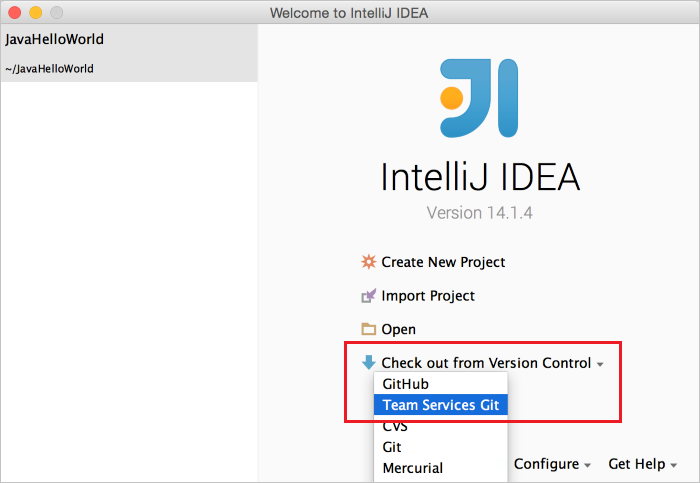 Welcome to IntelliJ IDEA
JavaHelloWorld
~/JavaHelloWorld
IntelliJ IDEA
Version 14.1.4
Create New Project
Import Project
Open
Check out from Version Control
GitHub
Team Services Git
CVS
Git
Mercurial
Configure
Get Help